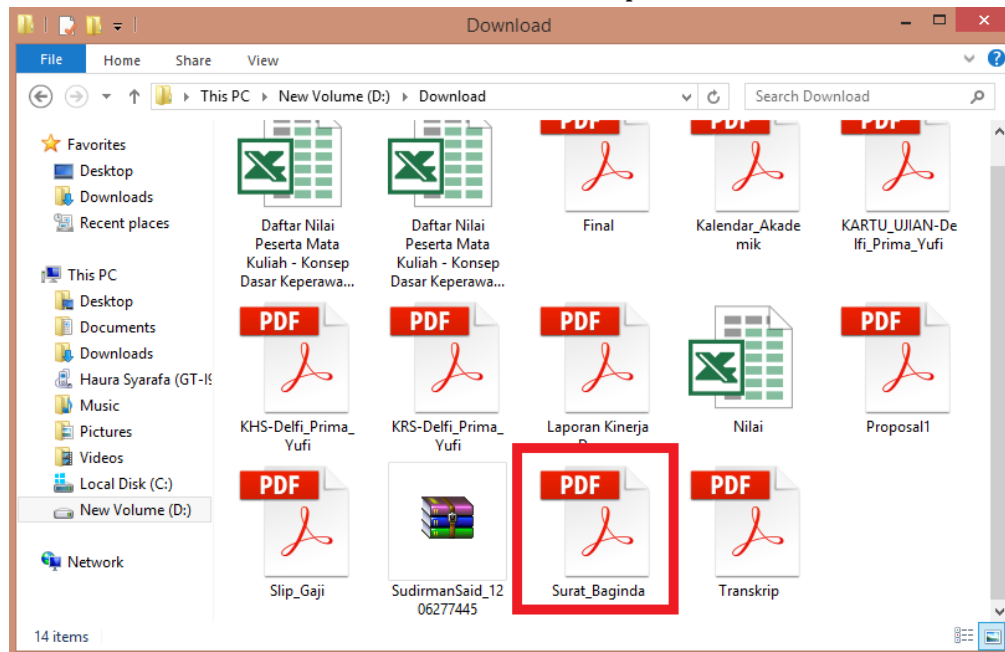 Download
File Home Share View
This PC New Volume (D:) Download
Search Download
Favorites
Desktop
Downloads
Recent places
This PC
Desktop
Documents
Downloads
Haura Syarafa (GT-I9
Music
Pictures
Videos
Local Disk (C:)
New Volume (D:)
Network
PDF PDF PDF
Daftar Nilai
Peserta Mata
Kuliah - Konsep
Dasar Keperawa...
Daftar Nilai
Peserta Mata
Kuliah - Konsep
Dasar Keperawa...
Final
Kalendar_Akade
mik
KARTU_UJIAN-De
lfi_Prima_Yufi
PDF PDF PDF PDF
KHS-Delfi_Prima_
Yufi
KRS-Delfi_Prima_
Yufi
Laporan Kinerja
Nilai
Proposal1
PDF PDF PDF
Slip_Gaji
SudirmanSaid_12
06277445
Surat_Baginda
Transkrip
14 items